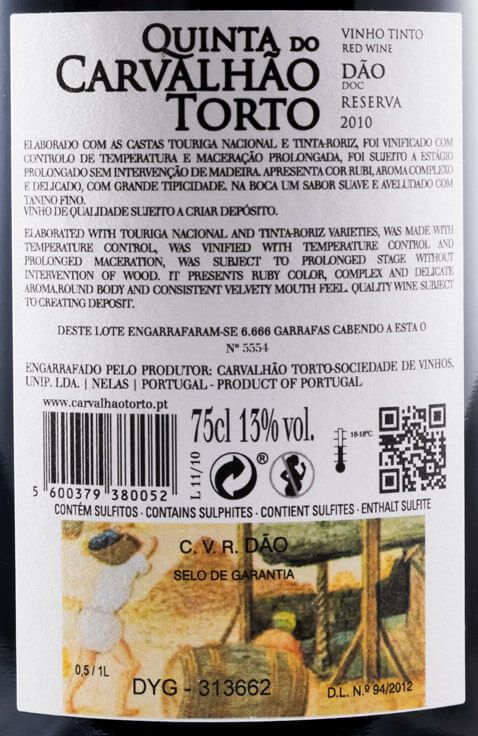 QUINTA DO
CARVALHÃO
TORTO
VINHO TINTO
RED WINE
DÃO
DOC
RESERVA
2010
ELABORADO COM AS CASTAS TOURIGA NACIONAL E TINTA-RORIZ, FOI VINIFICADO COM
CONTROLO DE TEMPERATURA E MACERAÇÃO PROLONGADA, FOI SUJEITO A ESTÁGIO
PROLONGADO SEM INTERVENÇÃO DE MADEIRA. APRESENTA COR RUBI, AROMA COMPLEXO
E DELICADO, COM GRANDE TIPICIDADE. NA BOCA UM SABOR SUAVE E AVELUDADO COM
TANINO FINO.
VINHO DE QUALIDADE SUJEITO A CRIAR DEPÓSITO.
ELABORATED WITH TOURIGA NACIONAL AND TINTA-RORIZ VARIETIES, WAS MADE WITH
TEMPERATURE CONTROL, WAS VINIFIED WITH TEMPERATURE CONTROL AND
PROLONGED MACERATION, WAS SUBJECT TO PROLONGED STAGE WITHOUT
INTERVENTION OF WOOD. IT PRESENTS RUBY COLOR, COMPLEX AND DELICATE
AROMA,ROUND BODY AND CONSISTENT VELVETY MOUTH FEEL. QUALITY WINE SUBJECT
TO CREATING DEPOSIT.
DESTE LOTE ENGARRAFARAM-SE 6.666 GARRAFAS CABENDO A ESTA O
Nº 5554
ENGARRAFADO PELO PRODUTOR: CARVALHÃO TORTO-SOCIEDADE DE VINHOS,
UNIP. LDA. | NELAS | PORTUGAL - PRODUCT OF PORTUGAL
www.carvalhaotorto.pt
5 600379 380052
L 11/10
75cl 13% vol.
®
16-18ºC
CONTÉM SULFITOS · CONTAINS SULPHITES · CONTIENT SULFITES · ENTHALT SULFITE
C. V. R. DÃO
SELO DE GARANTIA
0,5 / 1L
DYG - 313662
D.L. N.º 94/2012